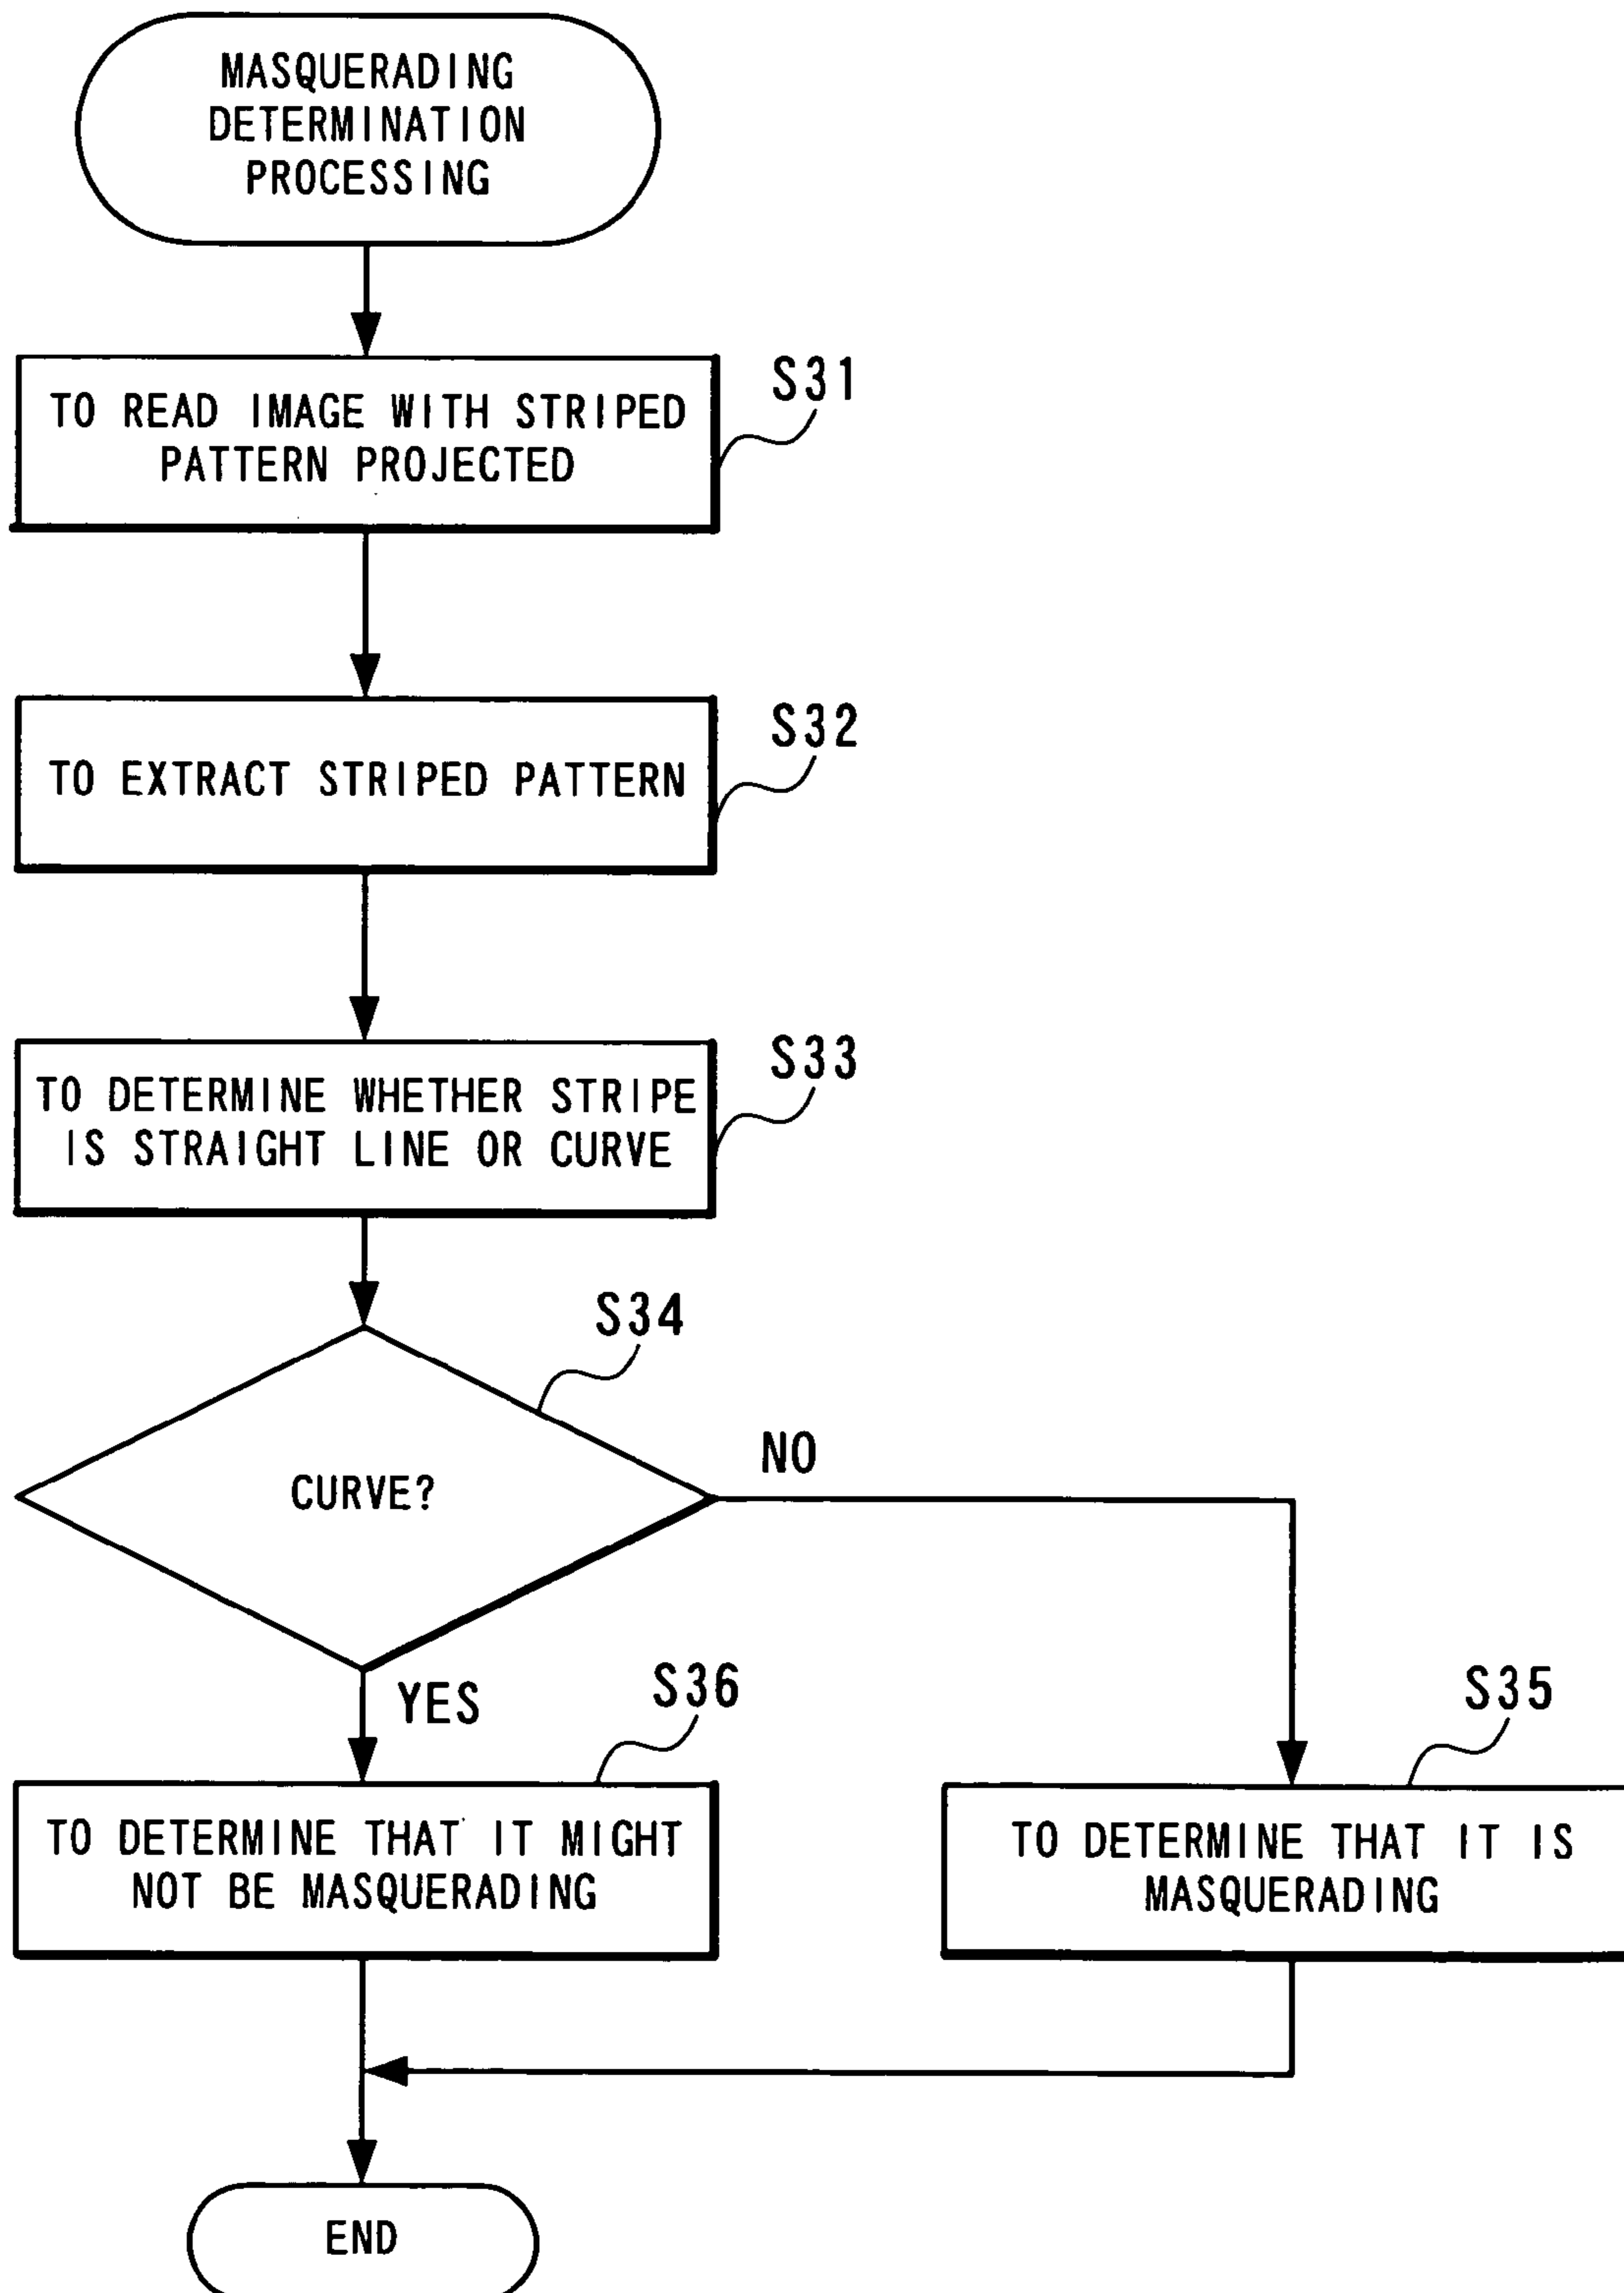 MASQUERADING
DETERMINATION
PROCESSING
S31
TO READ IMAGE WITH STRIPED
PATTERN PROJECTED
S32
TO EXTRACT STRIPED PATTERN
S33
TO DETERMINE WHETHER STRIPE
IS STRAIGHT LINE OR CURVE
S34
CURVE?
NO
YES
S36
S35
TO DETERMINE THAT IT MIGHT
NOT BE MASQUERADING
TO DETERMINE THAT IT IS
MASQUERADING
END